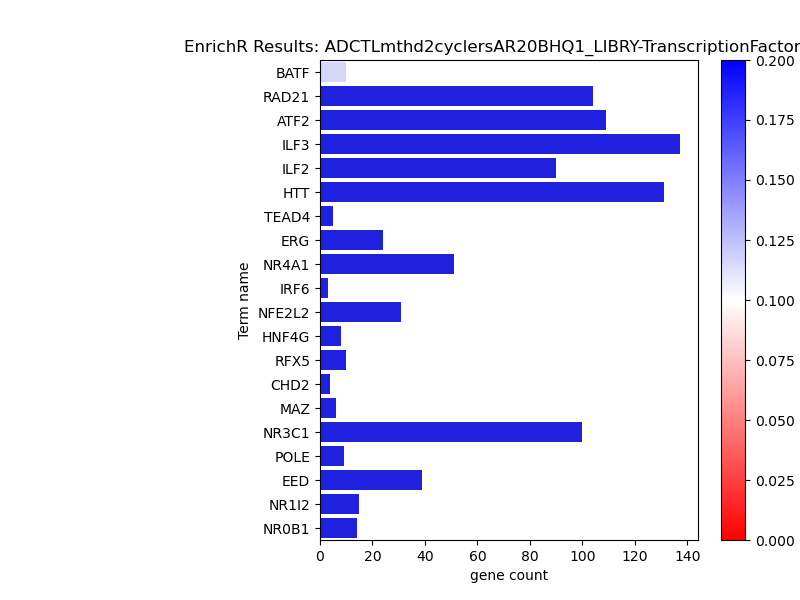 EnrichR Results: ADCTLmthd2cyclersAR20BHQ1_LIBRY-TranscriptionFactor
BATF
RAD21
ATF2
ILF3
ILF2
HTT
TEAD4
ERG
NR4A1
IRF6
NFE2L2
HNF4G
RFX5
CHD2
MAZ
NR3C1
POLE
EED
NR1I2
NR0B1
Term name
0 20 40 60 80 100 120 140
gene count
0.200
0.175
0.150
0.125
0.100
0.075
0.050
0.025
0.000